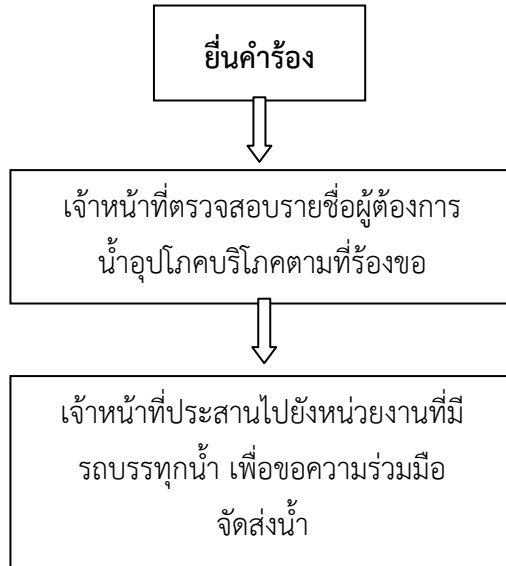 ยื่นคำร้อง
เจ้าหน้าที่ตรวจสอบรายชื่อผู้ต้องการ
น้ำอุปโภคบริโภคตามที่ร้องขอ
เจ้าหน้าที่ประสานไปยังหน่วยงานที่มี
รถบรรทุกน้ำ เพื่อขอความร่วมมือ
จัดส่งน้ำ